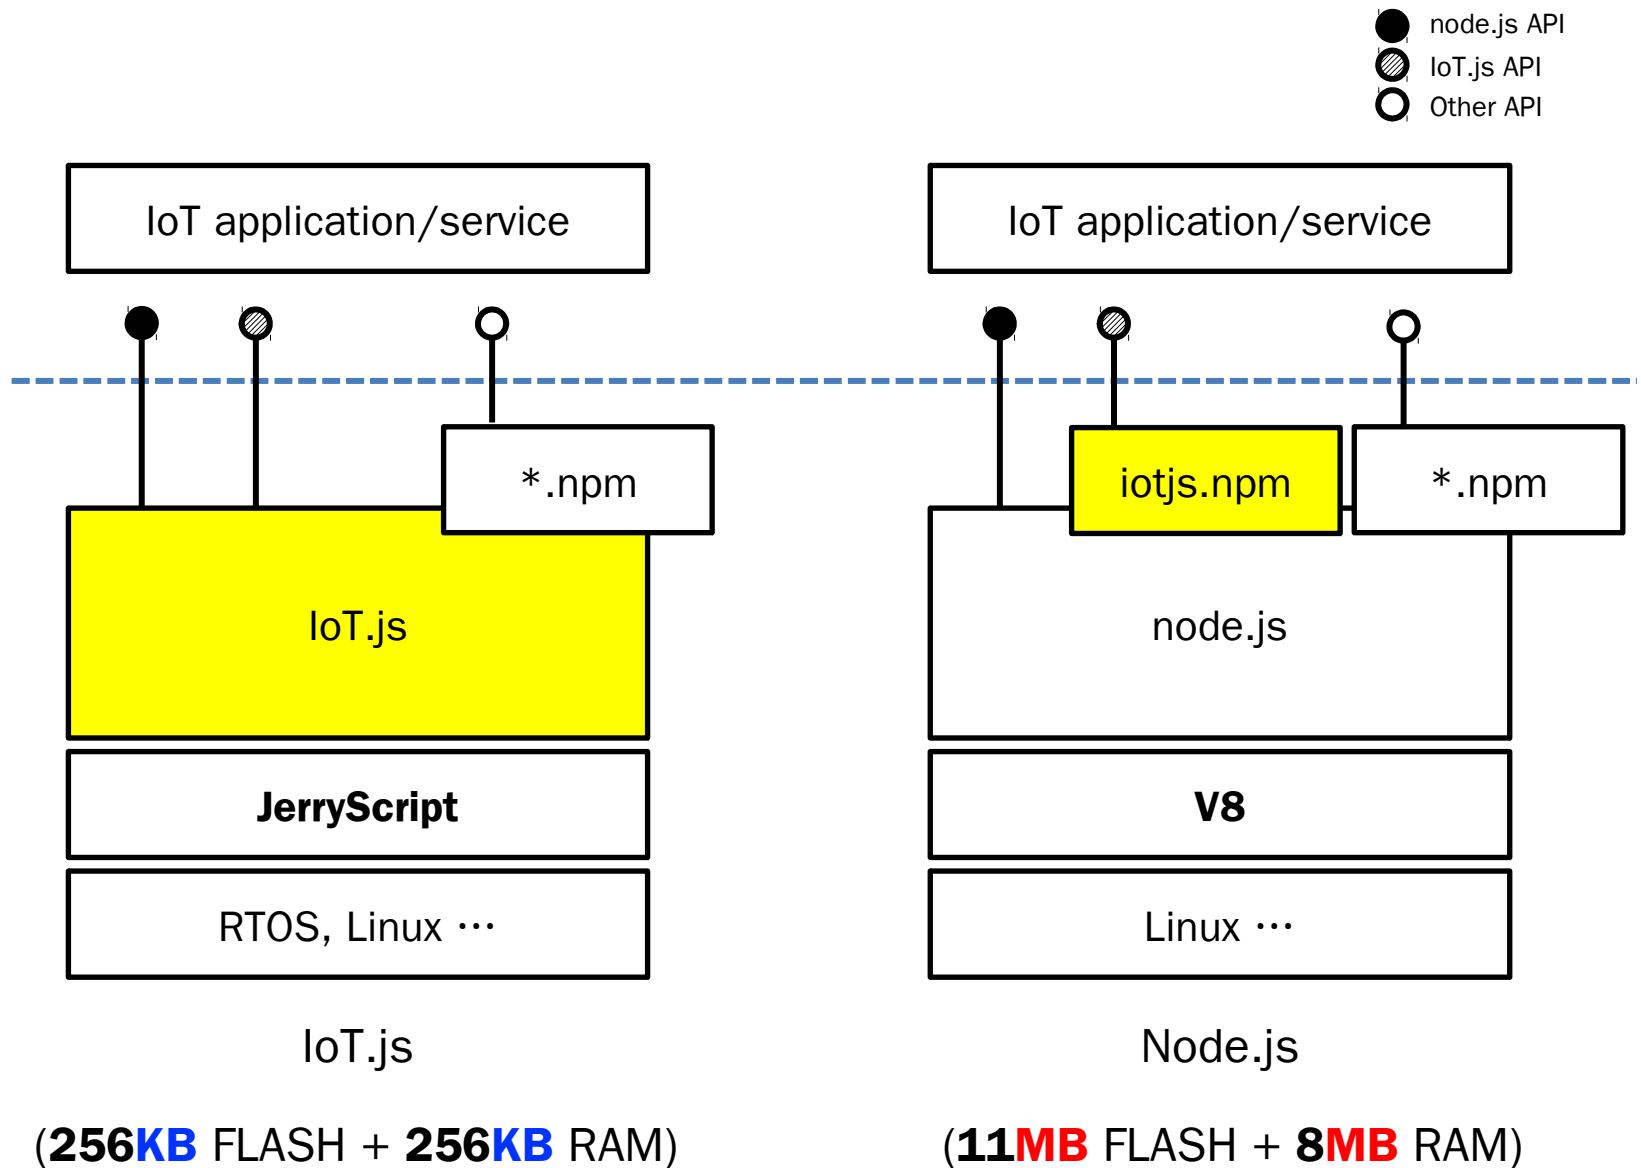 node.js API
IoT.js API
Other API
IoT application/service
IoT application/service
*.npm
iotjs.npm
*.npm
IoT.js
node.js
JerryScript
V8
RTOS, Linux ···
Linux ···
IoT.js
Node.js
(256KB FLASH + 256KB RAM)
(11MB FLASH + 8MB RAM)